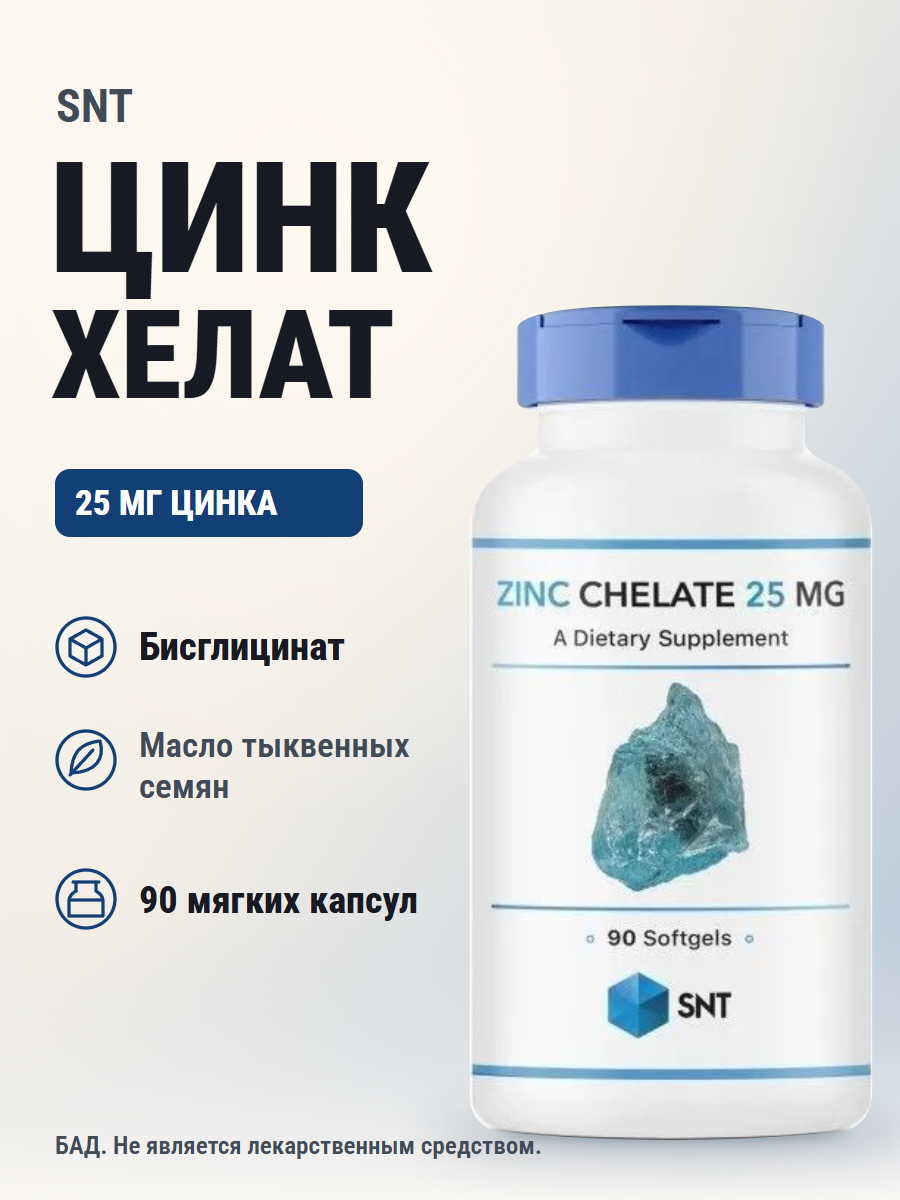 SNT
ЦИНК
ХЕЛАТ
25 МГ ЦИНКА
Бисглицинат
Масло тыквенных
семян
90 мягких капсул
ZINC CHELATE 25 MG
A Dietary Supplement
90 Softgels
SNT
БАД. Не является лекарственным средством.